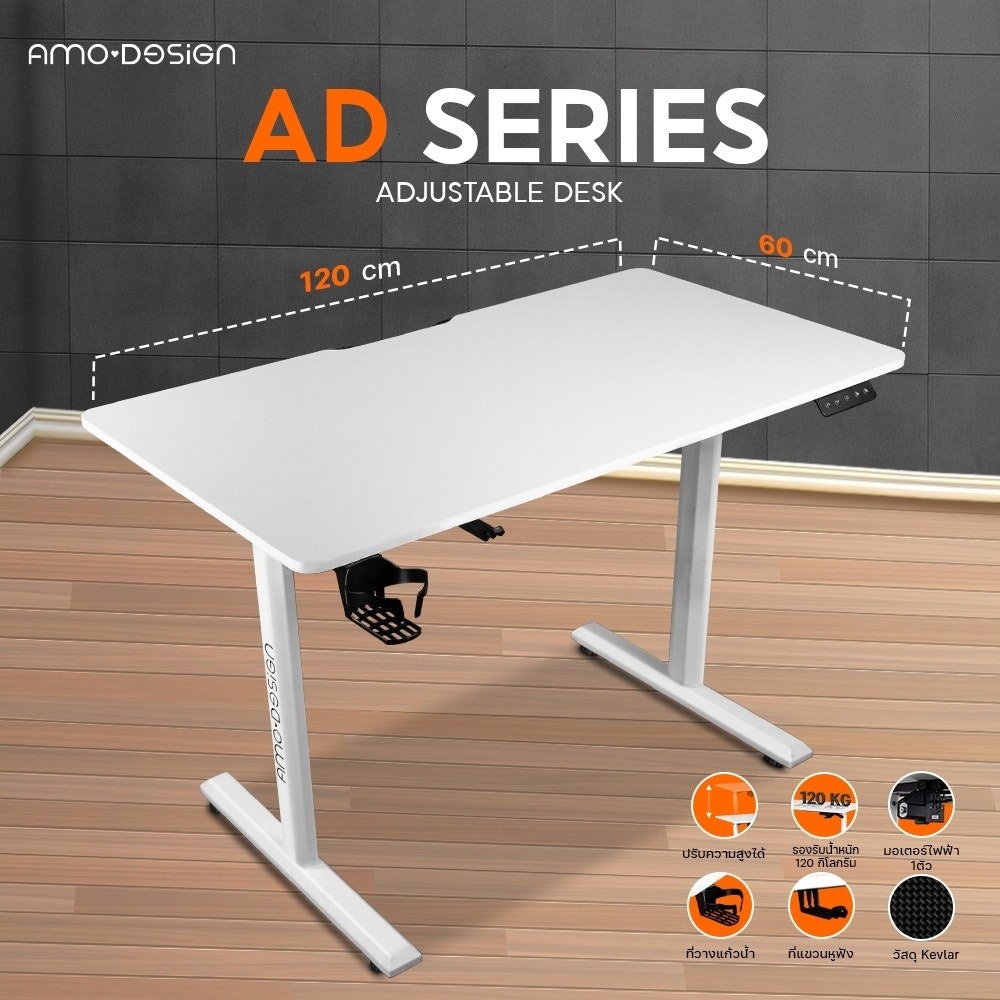 AMO♥DESIGN
AD SERIES
ADJUSTABLE DESK
120 cm
60 cm
AMO♥DESIGN
120 KG
ปรับความสูงได้
รองรับน้ำหนัก
120 กิโลกรัม
มอเตอร์ไฟฟ้า
1ตัว
ที่วางแก้วน้ำ
ที่แขวนหูฟัง
วัสดุ Kevlar